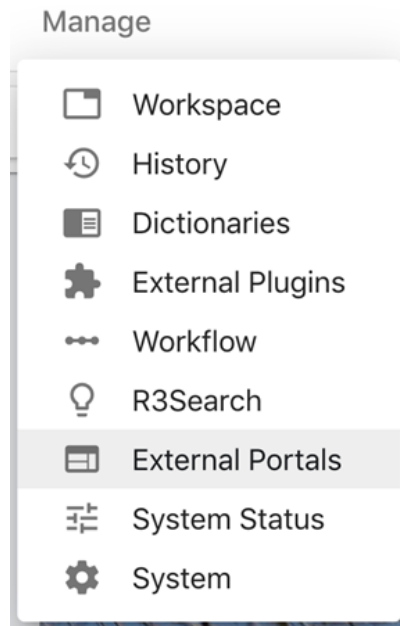 Manage
Workspace
History
Dictionaries
External Plugins
Workflow
R3Search
External Portals
System Status
System